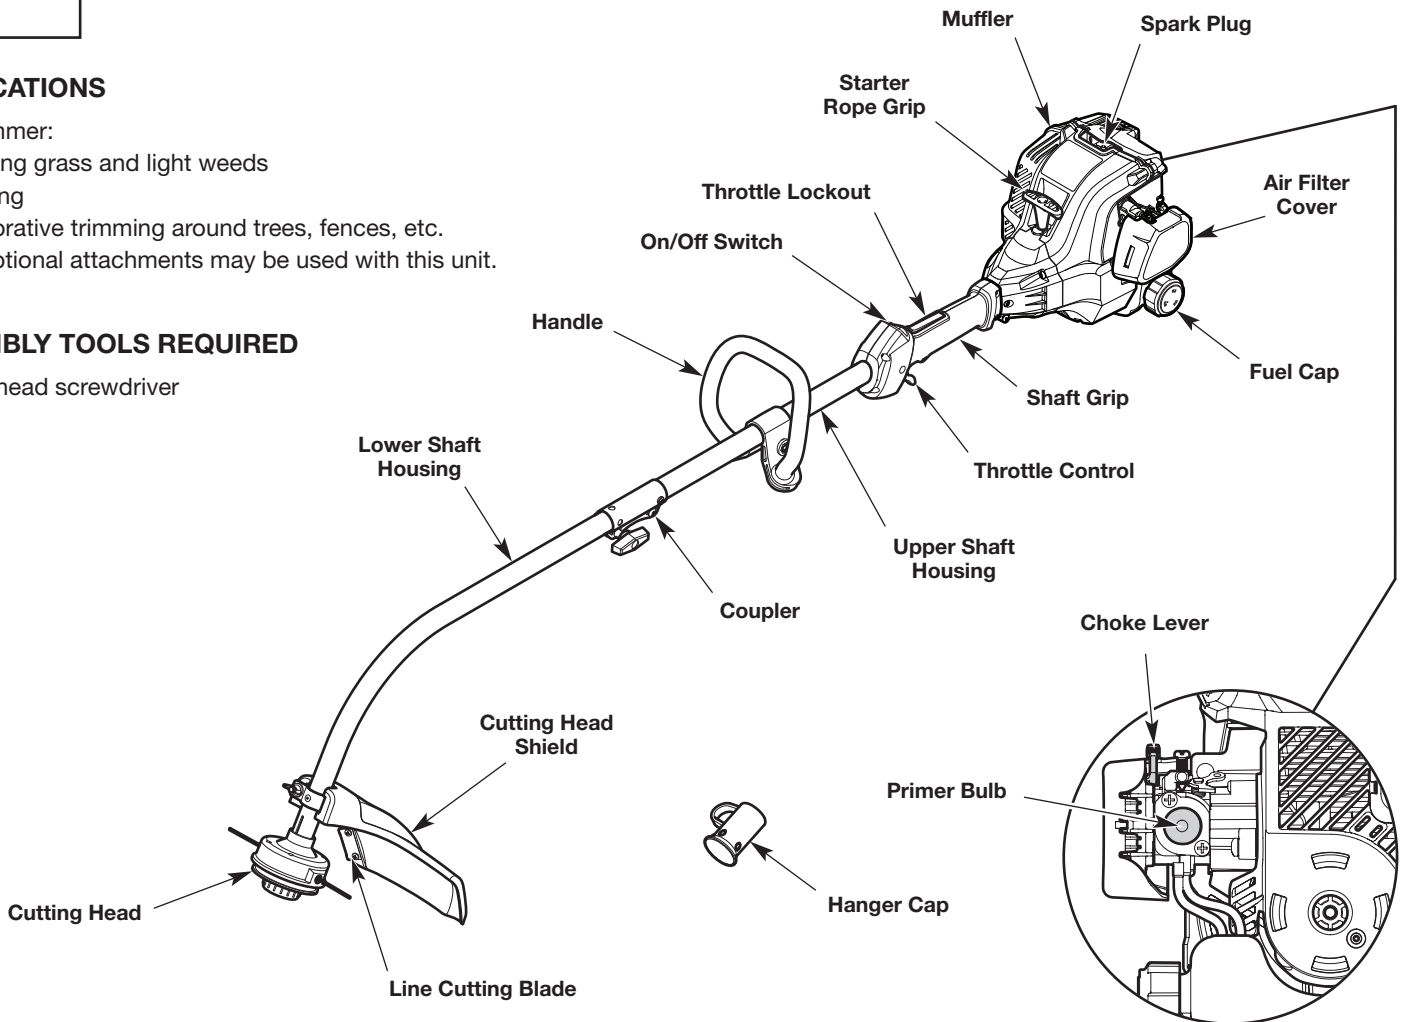 CATIONS
mmer:
ng grass and light weeds
ng
orative trimming around trees, fences, etc.
ptional attachments may be used with this unit.
MBLY TOOLS REQUIRED
head screwdriver
Muffler
Spark Plug
Starter
Rope Grip
Throttle Lockout
On/Off Switch
Air Filter
Cover
Handle
Fuel Cap
Shaft Grip
Lower Shaft
Housing
Throttle Control
Upper Shaft
Housing
Coupler
Choke Lever
Cutting Head
Shield
Primer Bulb
Hanger Cap
Cutting Head
Line Cutting Blade